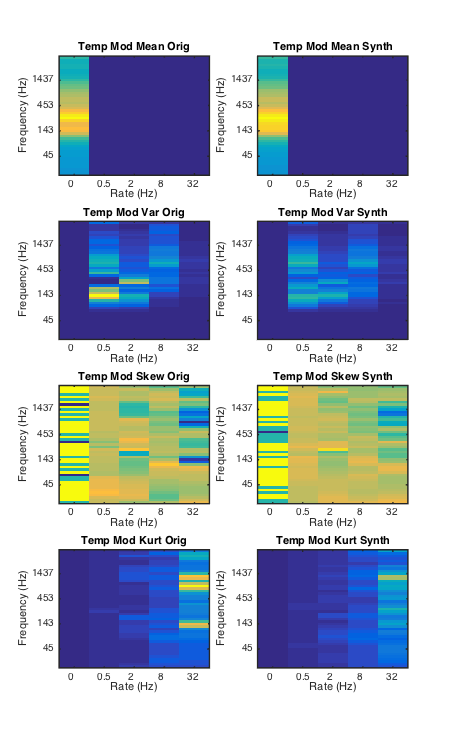 Temp Mod Mean Orig
Temp Mod Mean Synth
Frequency (Hz)
1437
453
143
45
0 0.5 2 8 32
Rate (Hz)
Frequency (Hz)
1437
453
143
45
0 0.5 2 8 32
Rate (Hz)
Temp Mod Var Orig
Temp Mod Var Synth
Frequency (Hz)
1437
453
143
45
0 0.5 2 8 32
Rate (Hz)
Frequency (Hz)
1437
453
143
45
0 0.5 2 8 32
Rate (Hz)
Temp Mod Skew Orig
Temp Mod Skew Synth
Frequency (Hz)
1437
453
143
45
0 0.5 2 8 32
Rate (Hz)
Frequency (Hz)
1437
453
143
45
0 0.5 2 8 32
Rate (Hz)
Temp Mod Kurt Orig
Temp Mod Kurt Synth
Frequency (Hz)
1437
453
143
45
0 0.5 2 8 32
Rate (Hz)
Frequency (Hz)
1437
453
143
45
0 0.5 2 8 32
Rate (Hz)